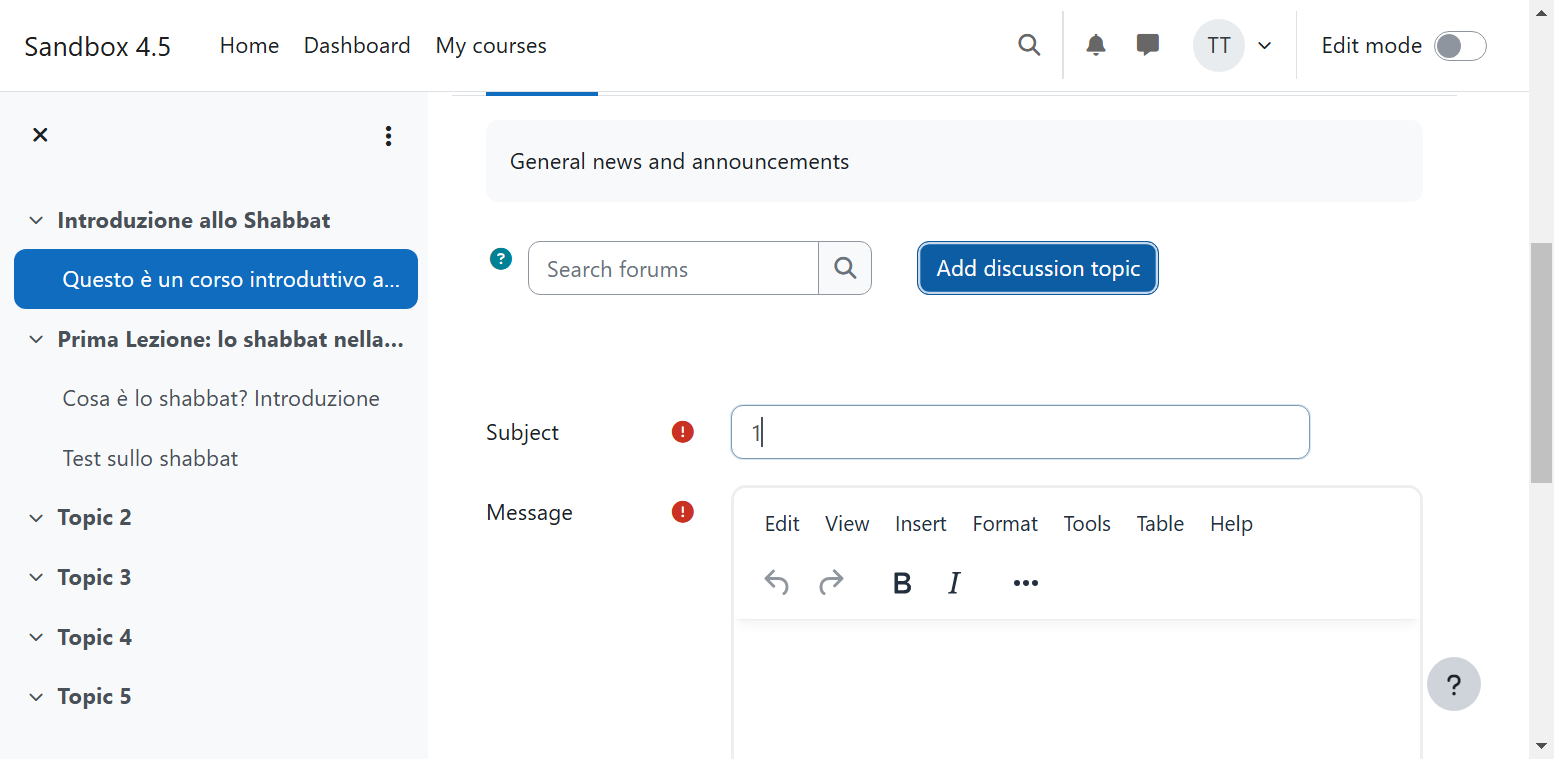 Sandbox 4.5 Home Dashboard My courses TT Edit mode
Introduzione allo Shabbat
Questo è un corso introduttivo a...
Prima Lezione: lo shabbat nella...
Cosa è lo shabbat? Introduzione
Test sullo shabbat
Topic 2
Topic 3
Topic 4
Topic 5
General news and announcements
? Search forums Add discussion topic
Subject ! 1
Message !
Edit View Insert Format Tools Table Help
B I
?